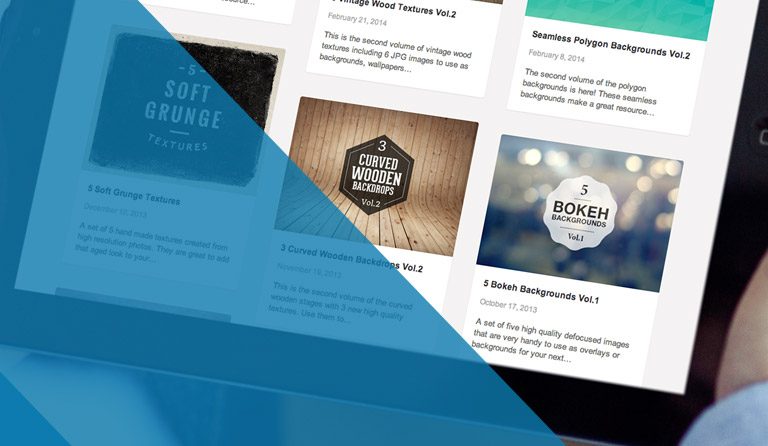 Vintage Wood Textures Vol.2
February 21, 2014
This is the second volume of vintage wood
textures including 6 JPG images to use as
backgrounds, wallpapers...
Seamless Polygon Backgrounds Vol.2
February 8, 2014
The second volume of the polygon
backgrounds is here! These seamless
backgrounds make a great resource...
5
SOFT
GRUNGE
TEXTURES
5 Soft Grunge Textures
December 10, 2013
A set of 5 hand made textures created from
high resolution photos. They are great to add
that aged look to your...
3
CURVED
WOODEN
BACKDROPS
Vol.2
3 Curved Wooden Backdrops Vol.2
November 19, 2013
This is the second volume of the curved
wooden stages with 3 new high quality
textures. Use them to...
5
BOKEH
BACKGROUNDS
Vol.1
5 Bokeh Backgrounds Vol.1
October 17, 2013
A set of five high quality defocused images
that are very handy to use as overlays or
backgrounds for your next...